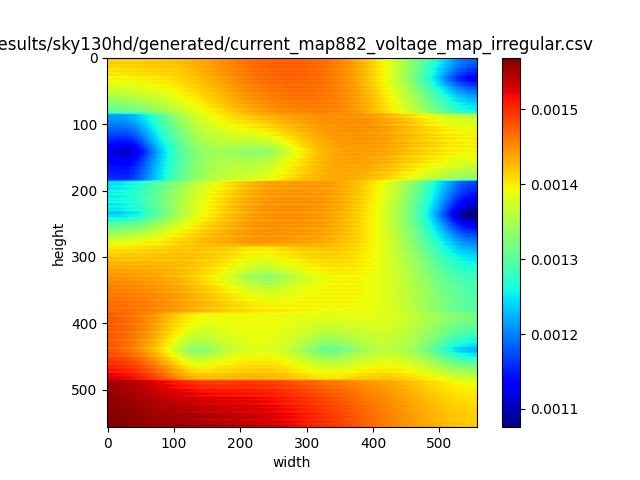 esults/sky130hd/generated/current_map882_voltage_map_irregular.csv
0
100
200
300
400
500
height
0 100 200 300 400 500
width
0.0015
0.0014
0.0013
0.0012
0.0011